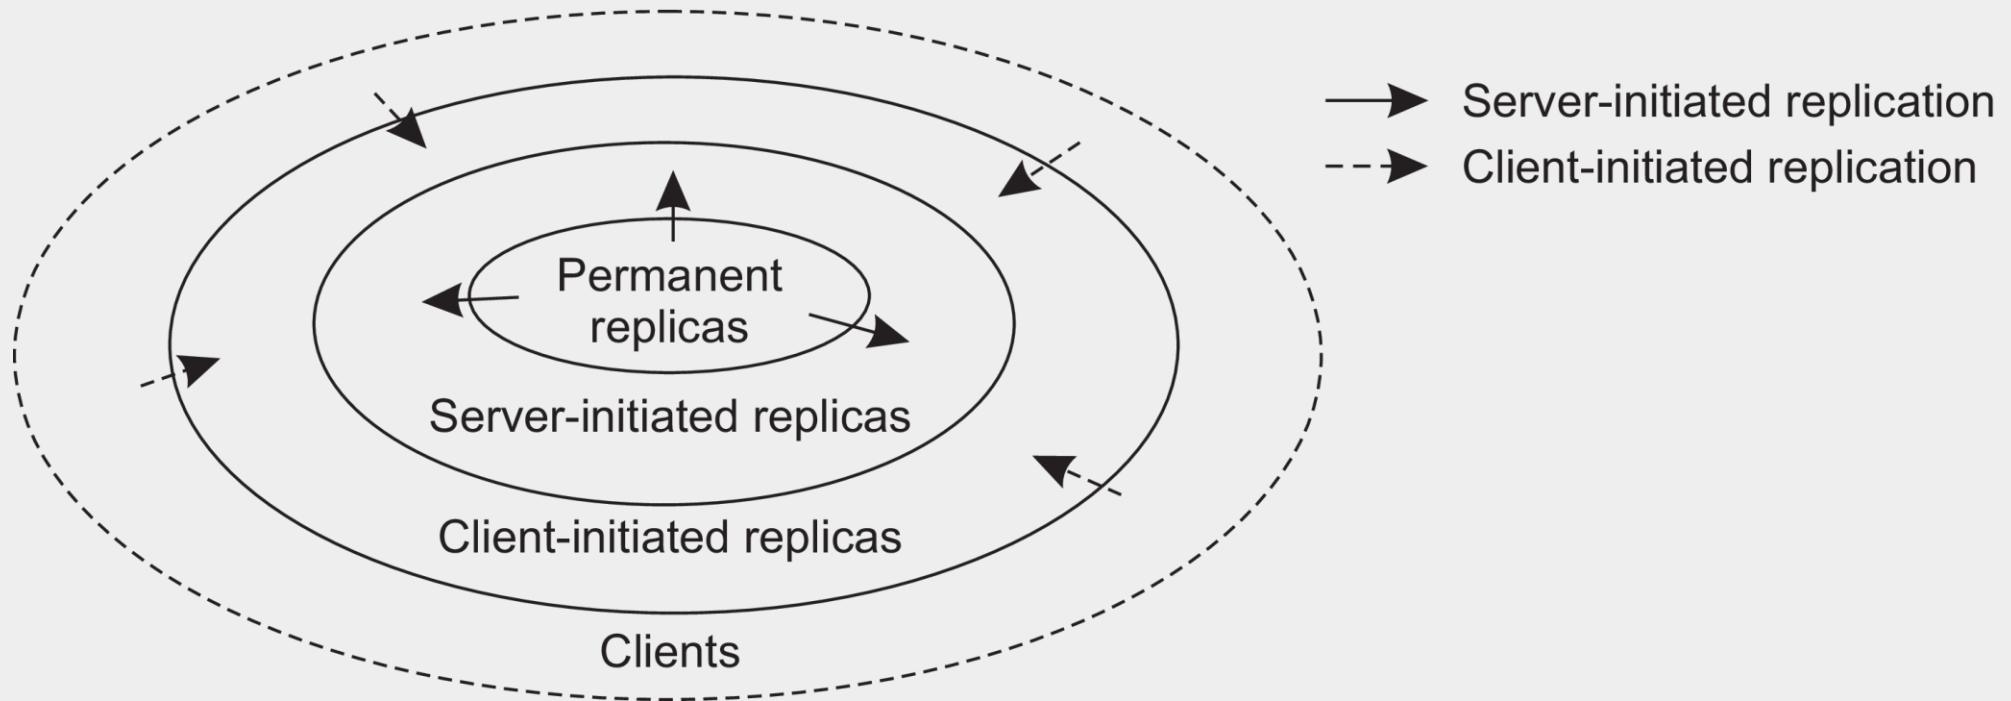 Server-initiated replication
Client-initiated replication
Permanent
replicas
Server-initiated replicas
Client-initiated replicas
Clients